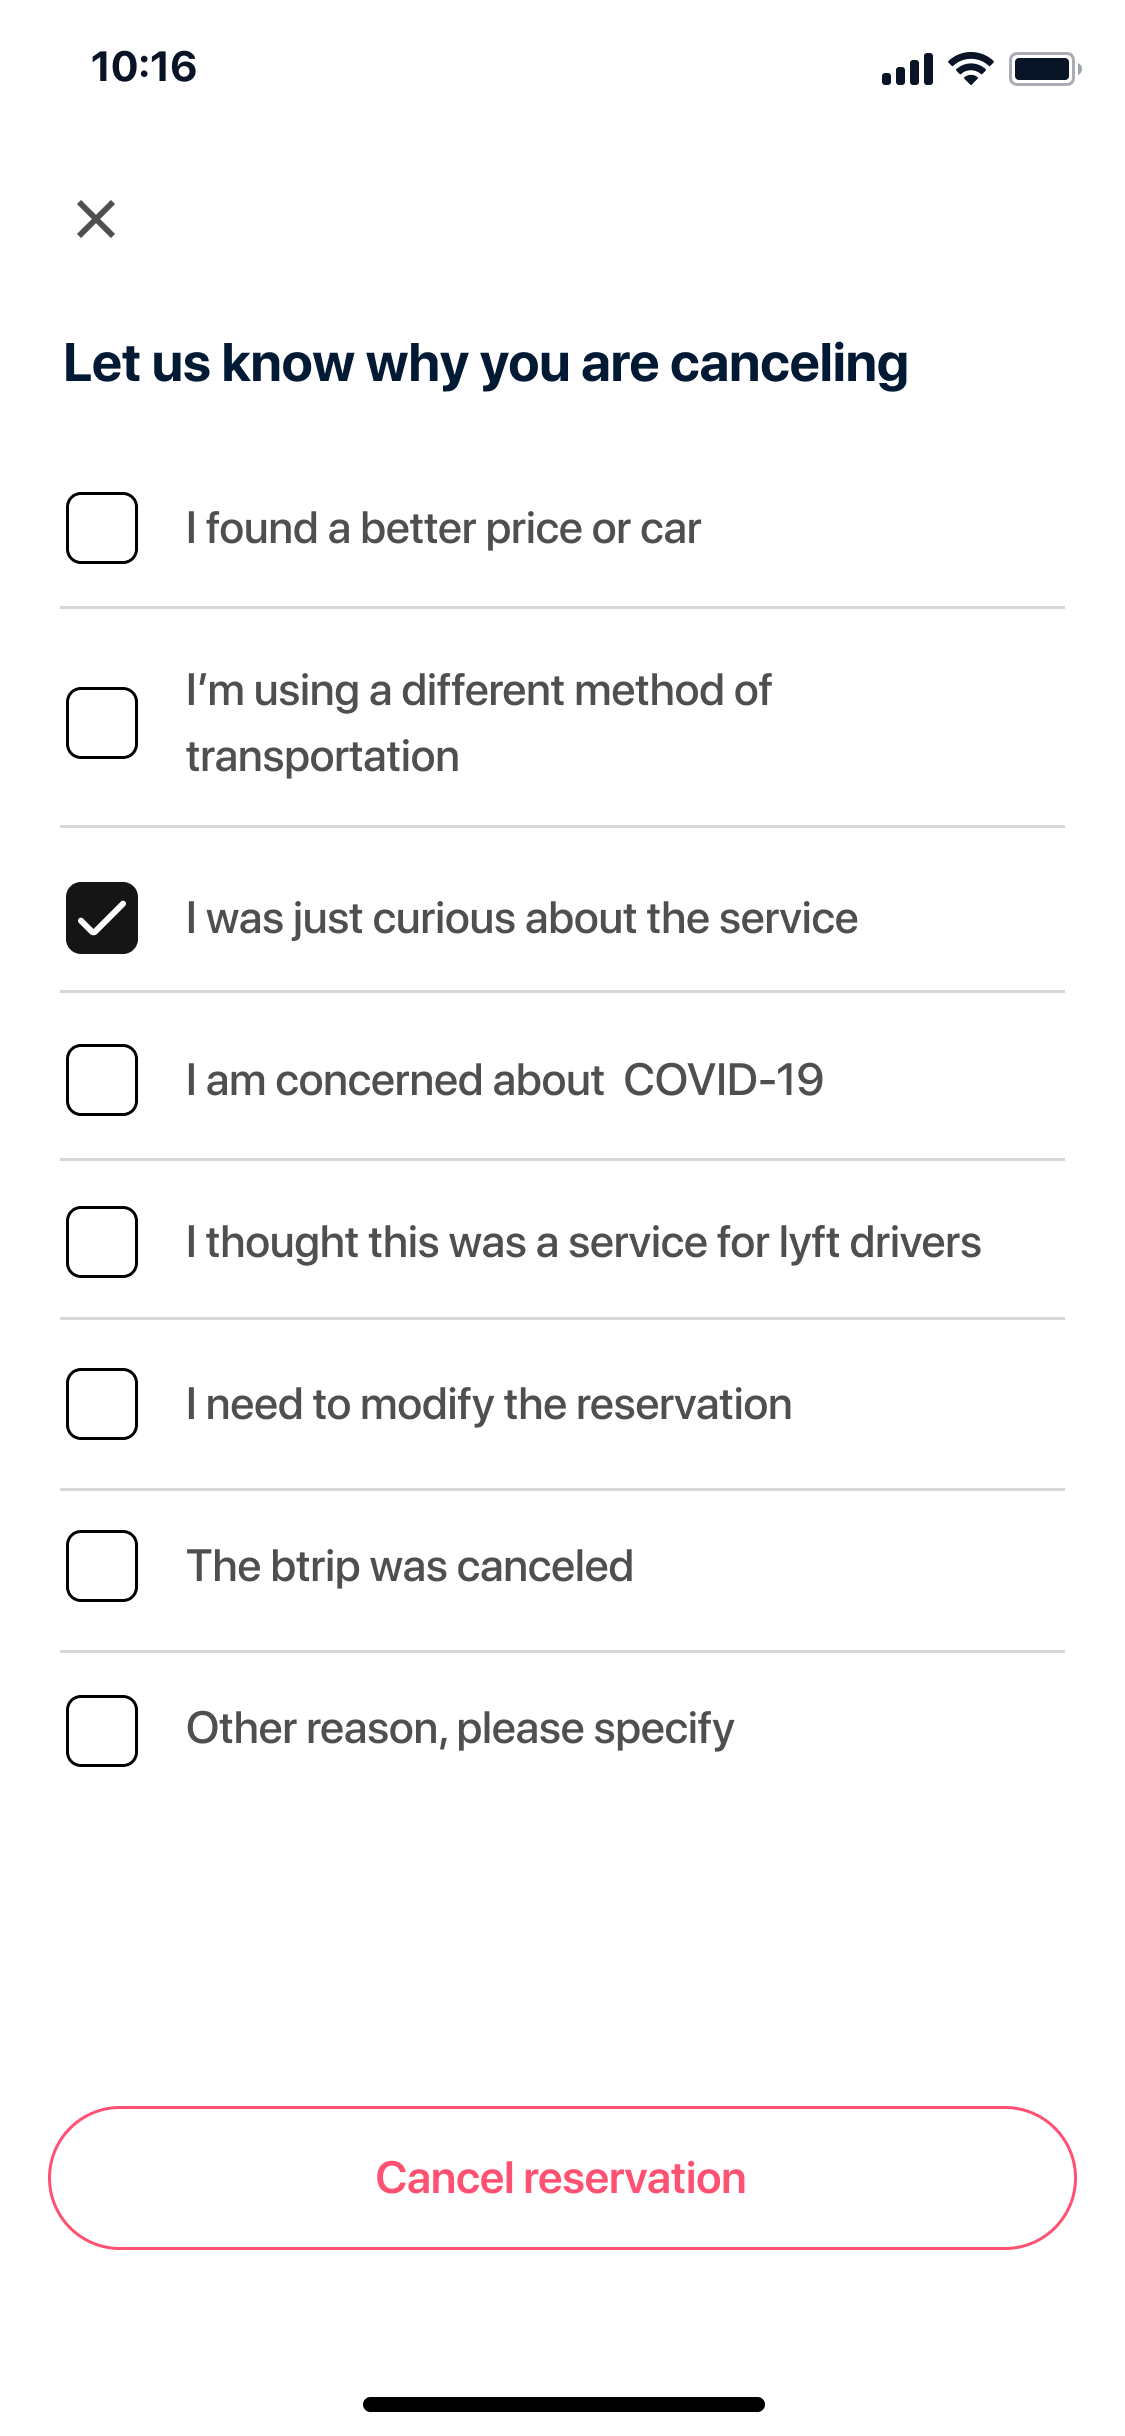 10:16
Let us know why you are canceling
I found a better price or car
I’m using a different method of
transportation
I was just curious about the service
I am concerned about  COVID-19
I thought this was a service for lyft drivers
I need to modify the reservation
The btrip was canceled
Other reason, please specify
Cancel reservation